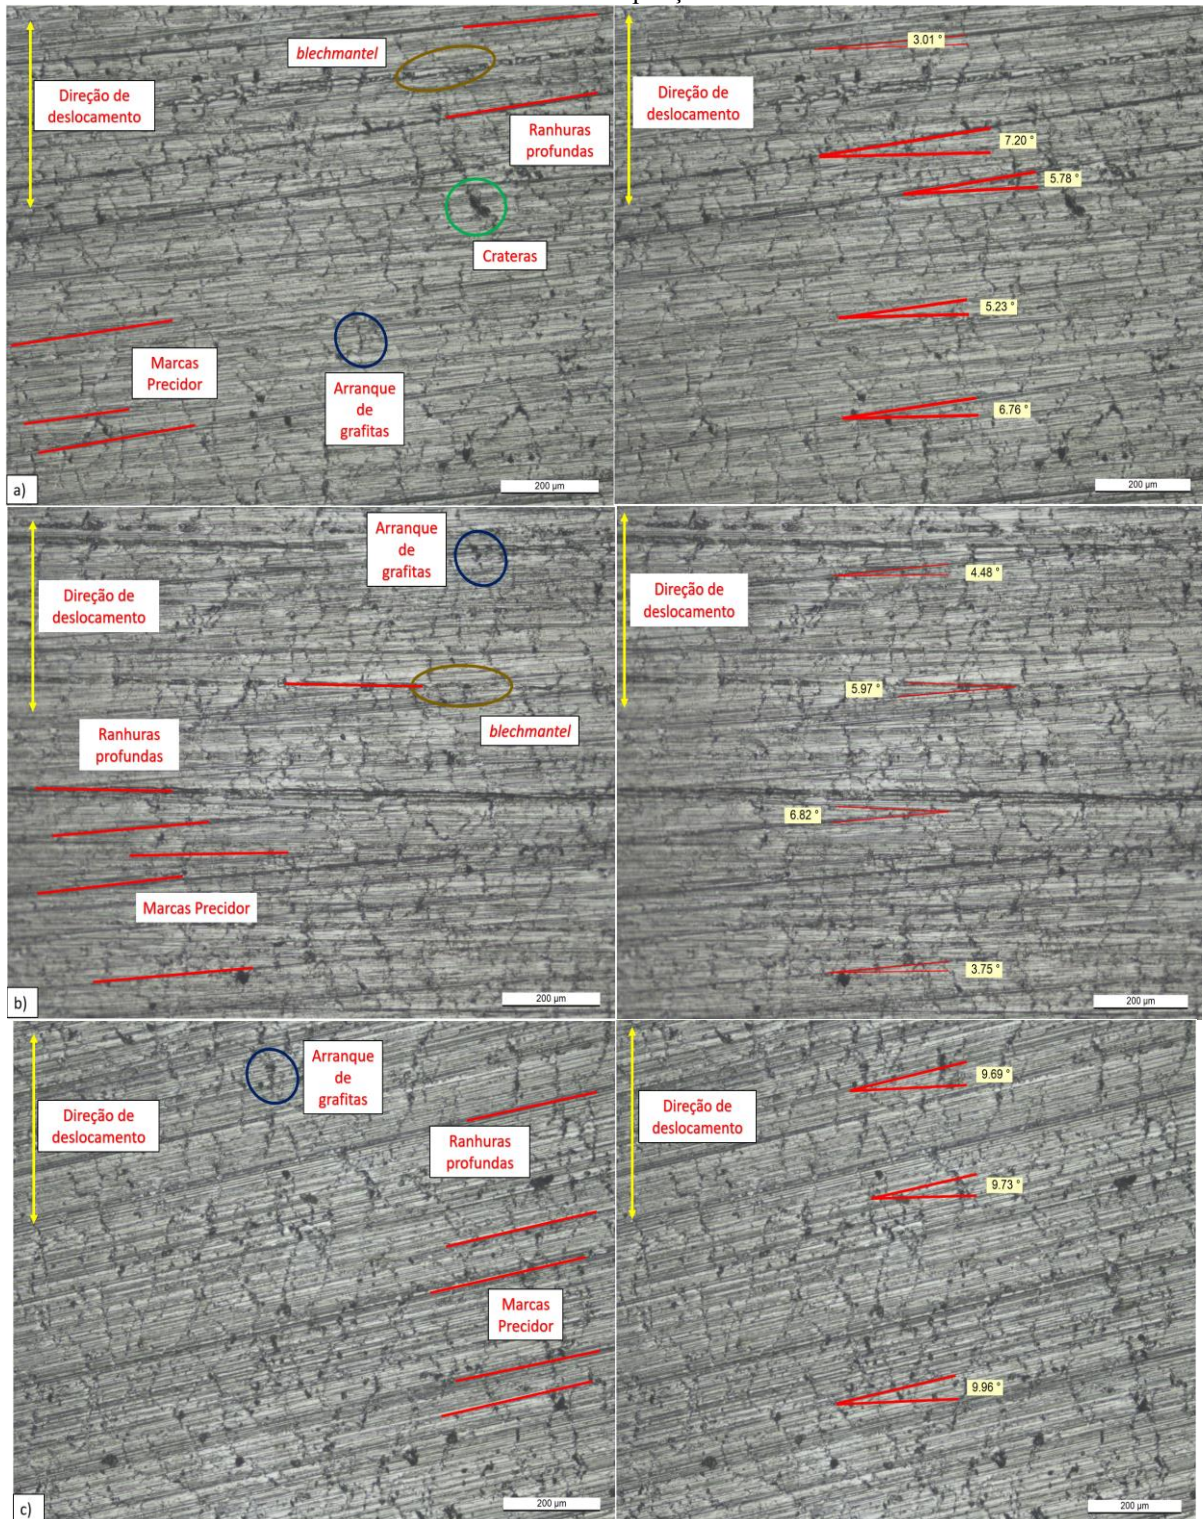 blechmantel
Direção de
deslocamento
Ranhuras
profundas
Crateras
Marcas
Precidor
Arranque
de
grafitas
a)
200 µm
3.01 °
Direção de
deslocamento
7.20 °
5.78 °
5.23 °
6.76 °
200 µm
Arranque
de
grafitas
Direção de
deslocamento
blechmantel
Ranhuras
profundas
Marcas Precidor
b)
200 µm
4.48 °
Direção de
deslocamento
5.97 °
6.82 °
3.75 °
200 µm
Arranque
de
grafitas
Direção de
deslocamento
Ranhuras
profundas
Marcas
Precidor
c)
200 µm
9.69 °
Direção de
deslocamento
9.73 °
9.96 °
200 µm